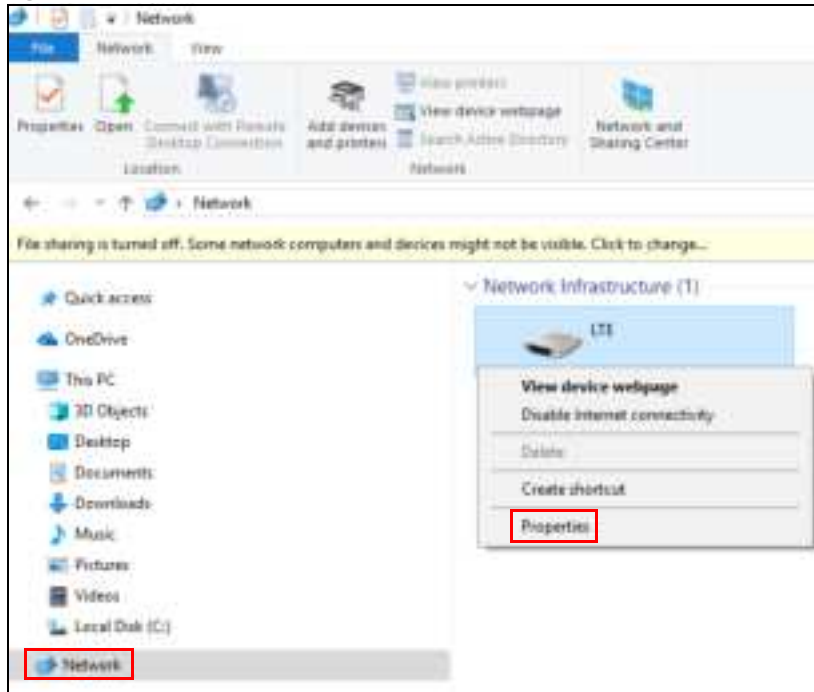 Network
File Network View
Properties Open Connect with Remote Desktop Connection
Add devices and printers
View printers
View device webpage
Search Active Directory
Network and Sharing Center
Location Network
Network
File sharing is turned off. Some network computers and devices might not be visible. Click to change...
Quick access
OneDrive
This PC
3D Objects
Desktop
Documents
Downloads
Music
Pictures
Videos
Local Disk (C:)
Network
Network Infrastructure (1)
LTE
View device webpage
Disable Internet connectivity
Delete
Create shortcut
Properties